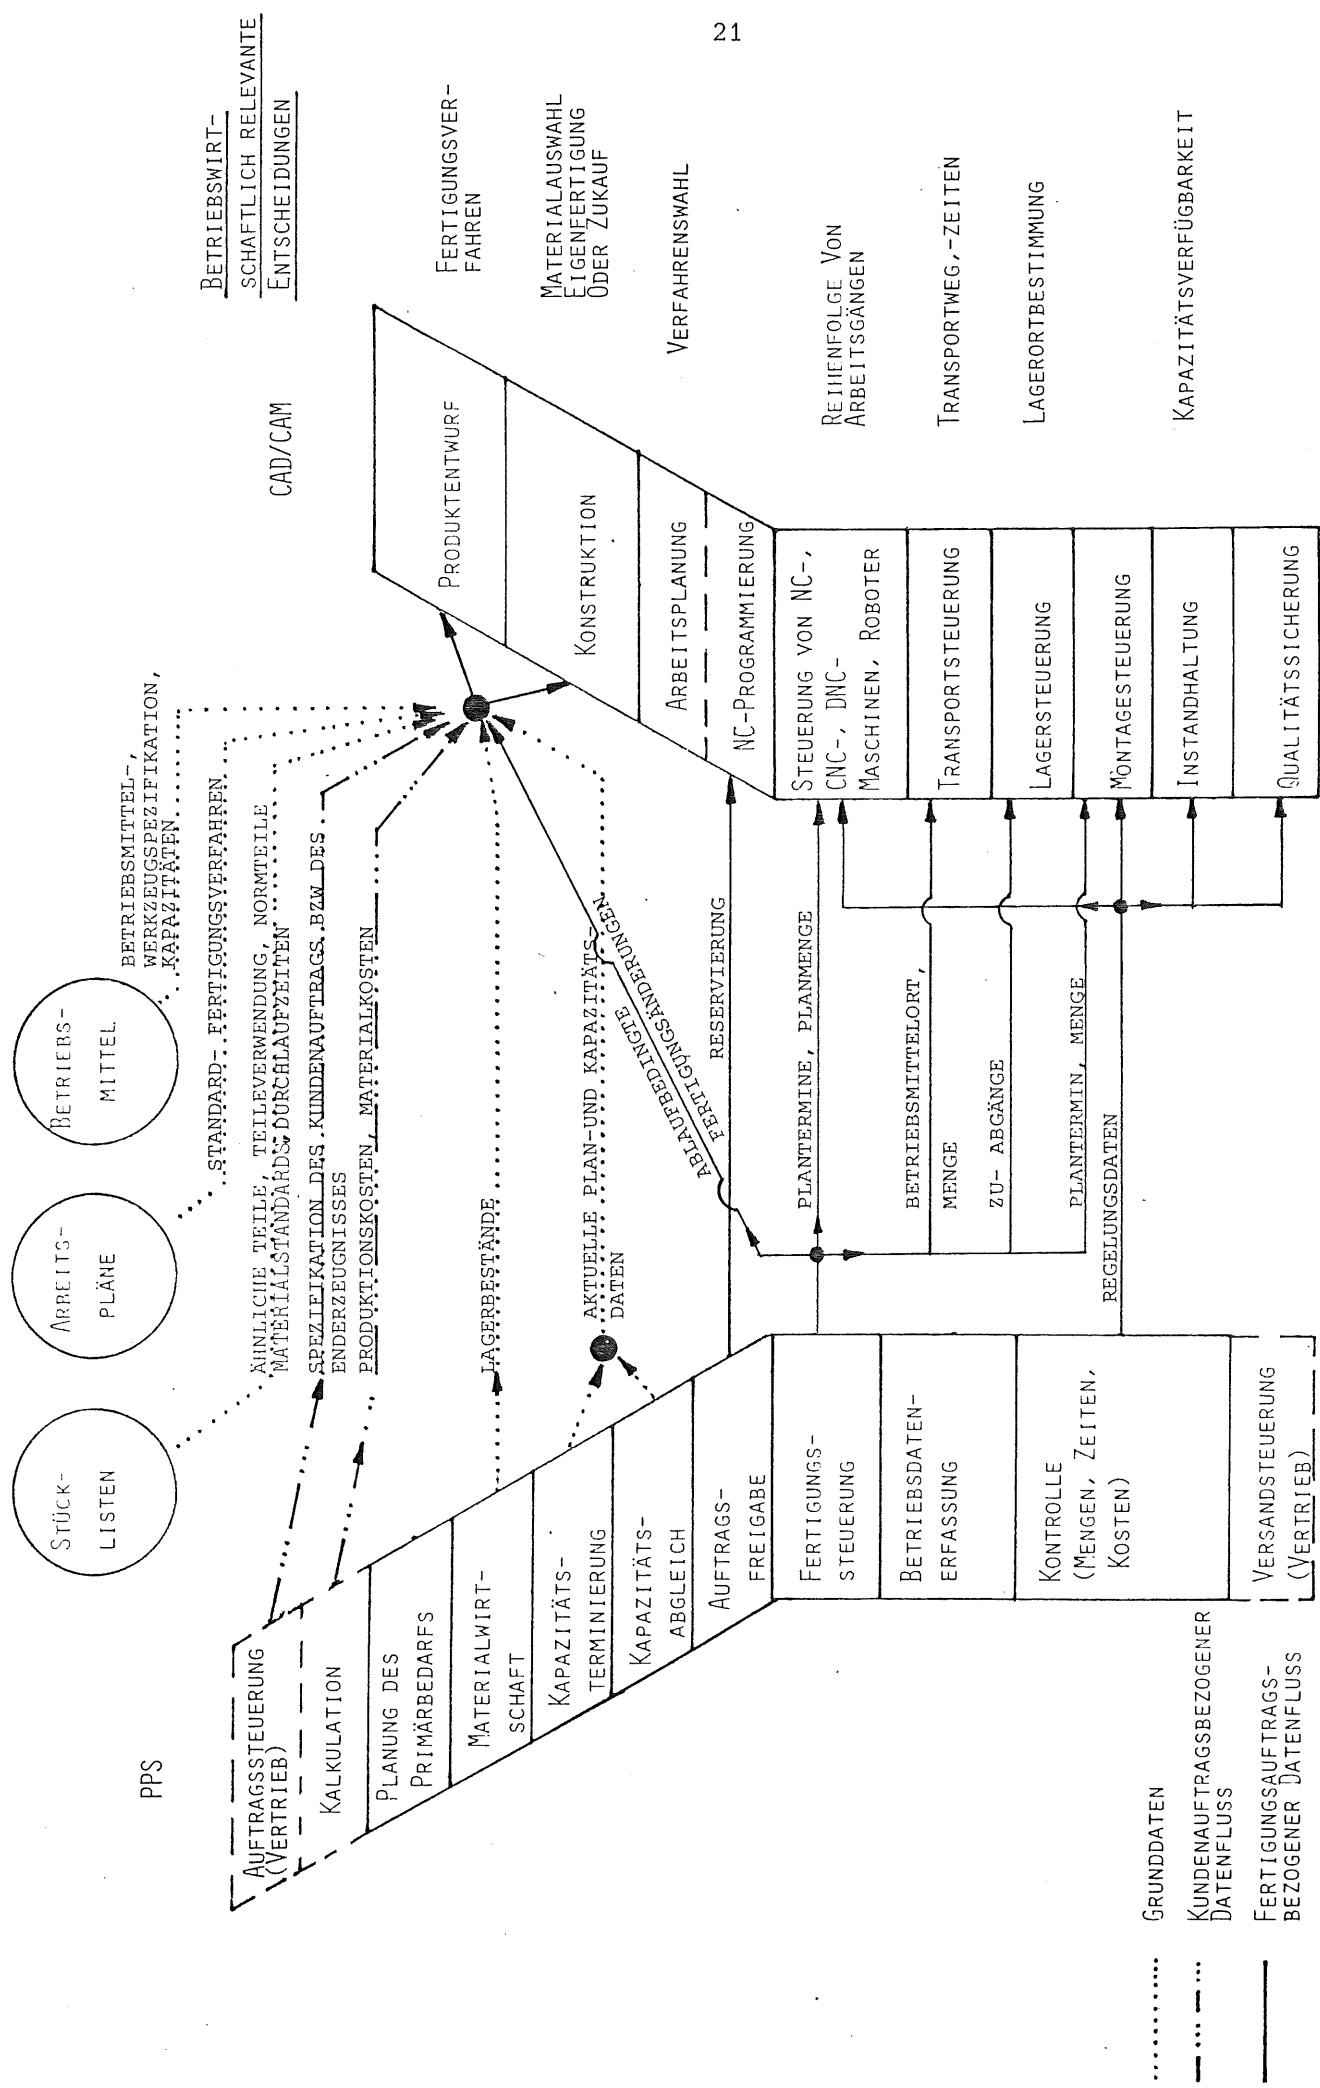 21
PPS
CAD/CAM
BETRIEBSWIRT-
SCHAFTLICH RELEVANTE
ENTSCHEIDUNGEN
STÜCK-
LISTEN
ARBEITS-
PLÄNE
BETRIEBS-
MITTEL
BETRIEBSMITTEL-,
WERKZEUGSPEZIFIKATION,
KAPAZITÄTEN
STANDARD-FERTIGUNGSVERFAHREN
ÄHNLICHE TEILE, TEILEVERWENDUNG, NORMTEILE
MATERIALSTANDARDS, DURCHLAUFZEITEN
SPEZIFIKATION DES KUNDENAUFTRAGS BZW DES
ENDERZEUGNISSES
PRODUKTIONSKOSTEN, MATERIALKOSTEN
LAGERBESTÄNDE
AKTUELLE PLAN-UND KAPAZITÄTS-
DATEN
ABLAUFBEDINGTE
FERTIGUNGSÄNDERUNGEN
RESERVIERUNG
PLANTERMINE, PLANMENGE
BETRIEBSMITTELORT,
MENGE
ZU- ABGÄNGE
PLANTERMIN, MENGE
REGELUNGSDATEN
AUFTRAGSSTEUERUNG
(VERTRIEB)
KALKULATION
PLANUNG DES
PRIMÄRBEDARFS
MATERIALWIRT-
SCHAFT
KAPAZITÄTS-
TERMINIERUNG
KAPAZITÄTS-
ABGLEICH
AUFTRAGS-
FREIGABE
FERTIGUNGS-
STEUERUNG
BETRIEBSDATEN-
ERFASSUNG
KONTROLLE
(MENGEN, ZEITEN,
KOSTEN)
VERSANDSTEUERUNG
(VERTRIEB)
PRODUKTENTWURF
KONSTRUKTION
ARBEITSPLANUNG
NC-PROGRAMMIERUNG
STEUERUNG VON NC-,
CNC-, DNC-
MASCHINEN, ROBOTER
TRANSPORTSTEUERUNG
LAGERSTEUERUNG
MONTAGESTEUERUNG
INSTANDHALTUNG
QUALITÄTSSICHERUNG
FERTIGUNGSVER-
FAHREN
MATERIALAUSWAHL
EIGENFERTIGUNG
ODER ZUKAUF
VERFAHRENSWAHL
REIHENFOLGE VON
ARBEITSGÄNGEN
TRANSPORTWEG,-ZEITEN
LAGERORTBESTIMMUNG
KAPAZITÄTSVERFÜGBARKEIT
GRUNDDATEN
KUNDENAUFTRAGSBEZOGENER
DATENFLUSS
FERTIGUNGSAUFTRAGS-
BEZOGENER DATENFLUSS